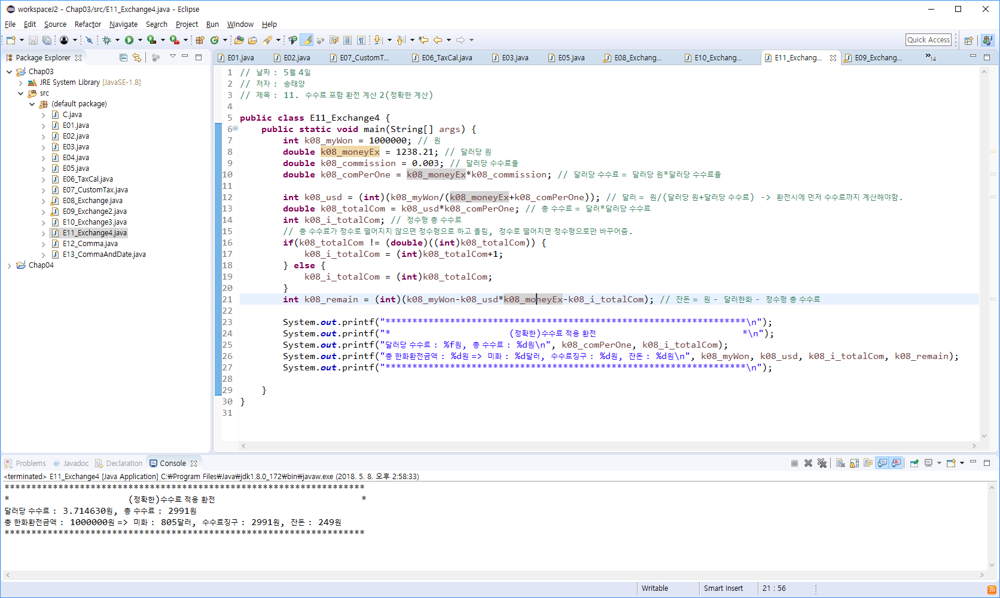 workspaceJ2 - Chap03/src/E11_Exchange4.java - Eclipse
File Edit Source Refactor Navigate Search Project Run Window Help
Quick Access
Package Explorer
E01.java E02.java E07_CustomT... E06_TaxCal.java E03.java E05.java E08_Exchang... E10_Exchang... E11_Exchang... E09_Exchang... »14
Chap03
JRE System Library [JavaSE-1.8]
src
(default package)
C.java
E01.java
E02.java
E03.java
E04.java
E05.java
E06_TaxCal.java
E07_CustomTax.java
E08_Exchange.java
E09_Exchange2.java
E10_Exchange3.java
E11_Exchange4.java
E12_Comma.java
E13_CommaAndDate.java
Chap04
1 // 날짜 : 5월 4일
2 // 저자 : 송태양
3 // 제목 : 11. 수수료 포함 환전 계산 2(정확한 계산)
4
5 public class E11_Exchange4 {
6 public static void main(String[] args) {
7 int k08_myWon = 1000000; // 원
8 double k08_moneyEx = 1238.21; // 달러당 원
9 double k08_commission = 0.003; // 달러당 수수료율
10 double k08_comPerOne = k08_moneyEx*k08_commission; // 달러당 수수료 = 달러당 원*달러당 수수료율
11
12 int k08_usd = (int)(k08_myWon/(k08_moneyEx+k08_comPerOne)); // 달러 = 원/(달러당 원+달러당 수수료) -> 환전시에 먼저 수수료까지 계산해야함.
13 double k08_totalCom = k08_usd*k08_comPerOne; // 총 수수료 = 달러*달러당 수수료
14 int k08_i_totalCom; // 정수형 총 수수료
15 // 총 수수료가 정수로 떨어지지 않으면 정수형으로 하고 올림, 정수로 떨어지면 정수형으로만 바꾸어줌.
16 if(k08_totalCom != (double)((int)k08_totalCom)) {
17 k08_i_totalCom = (int)k08_totalCom+1;
18 } else {
19 k08_i_totalCom = (int)k08_totalCom;
20 }
21 int k08_remain = (int)(k08_myWon-k08_usd*k08_moneyEx-k08_i_totalCom); // 잔돈 = 원 - 달러한화 - 정수형 총 수수료
22
23 System.out.printf("*******************************************************************\n");
24 System.out.printf("* (정확한)수수료 적용 환전 *\n");
25 System.out.printf("달러당 수수료 : %f원, 총 수수료 : %d원\n", k08_comPerOne, k08_i_totalCom);
26 System.out.printf("총 한화환전금액 : %d원 => 미화 : %d달러, 수수료징구 : %d원, 잔돈 : %d원\n", k08_myWon, k08_usd, k08_i_totalCom, k08_remain);
27 System.out.printf("*******************************************************************\n");
28
29 }
30 }
31
Problems Javadoc Declaration Console
<terminated> E11_Exchange4 [Java Application] C:₩Program Files₩Java₩jdk1.8.0_172₩bin₩javaw.exe (2018. 5. 8. 오후 2:58:33)
*******************************************************************
* (정확한)수수료 적용 환전 *
달러당 수수료 : 3.714630원, 총 수수료 : 2991원
총 한화환전금액 : 1000000원 => 미화 : 805달러, 수수료징구 : 2991원, 잔돈 : 249원
*******************************************************************
Writable Smart Insert 21 : 56